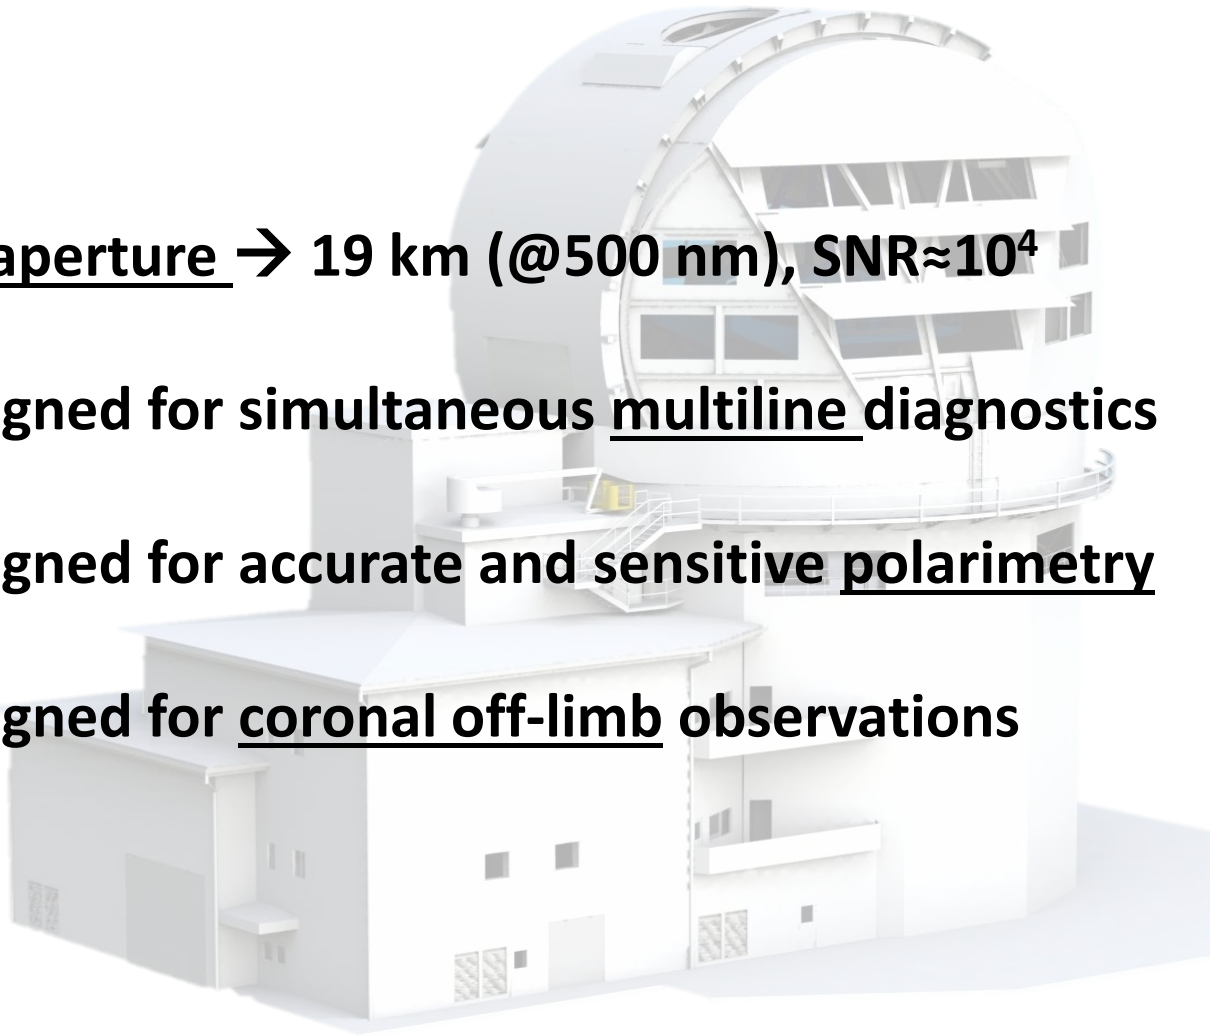 aperture → 19 km (@500 nm), SNR≈10⁴
gned for simultaneous multiline diagnostics
gned for accurate and sensitive polarimetry
gned for coronal off-limb observations